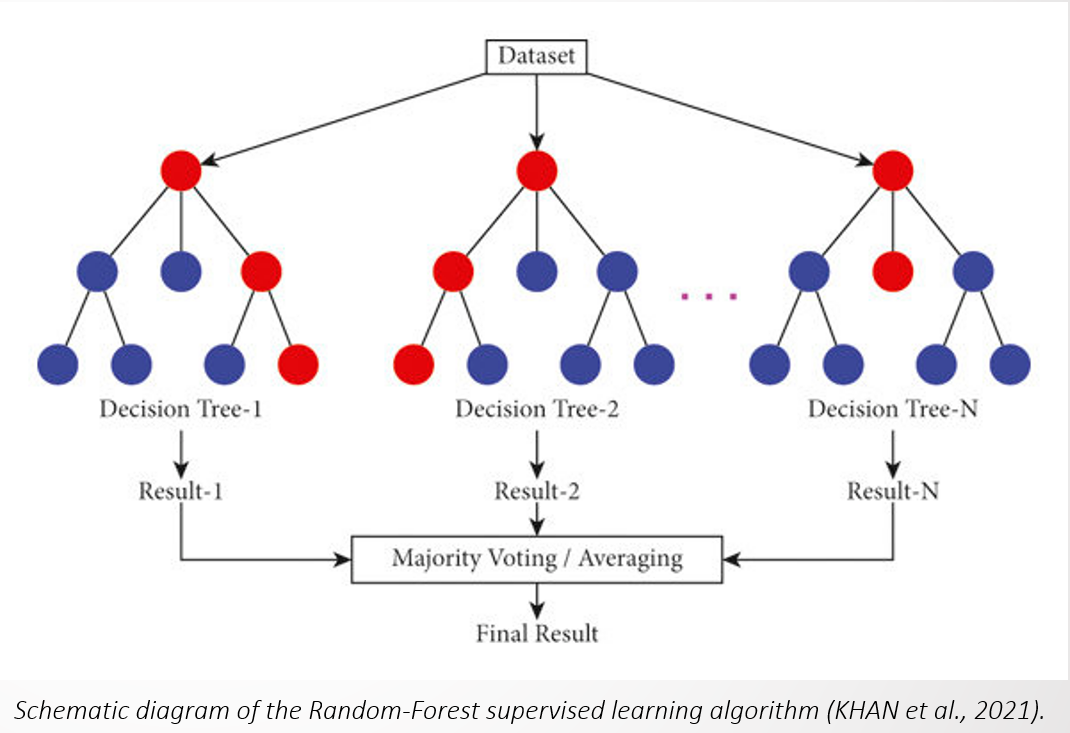 Dataset
Decision Tree-1
Decision Tree-2
Decision Tree-N
Result-1
Result-2
Result-N
Majority Voting / Averaging
Final Result
Schematic diagram of the Random-Forest supervised learning algorithm (KHAN et al., 2021).